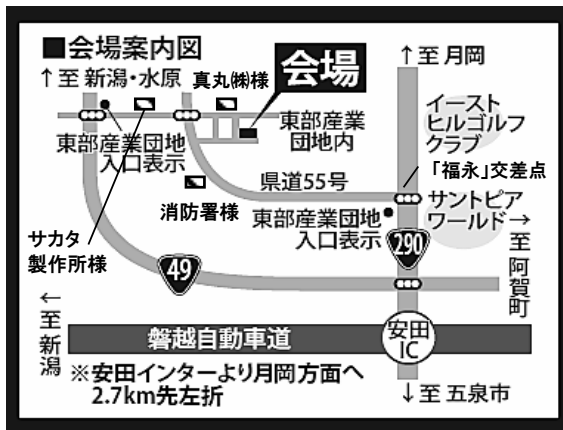 ■会場案内図
会場
↑至 月岡
↑至 新潟・水原
真丸㈱様
イースト
ヒルゴルフ
クラブ
東部産業団地
入口表示
東部産業
団地内
「福永」交差点
県道55号
消防署様
東部産業団地
入口表示
サントピア
ワールド
サカタ
製作所様
290
→至 阿賀町
49
←至 新潟
磐越自動車道
安田
IC
※安田インターより月岡方面へ
2.7km先左折
↓至 五泉市